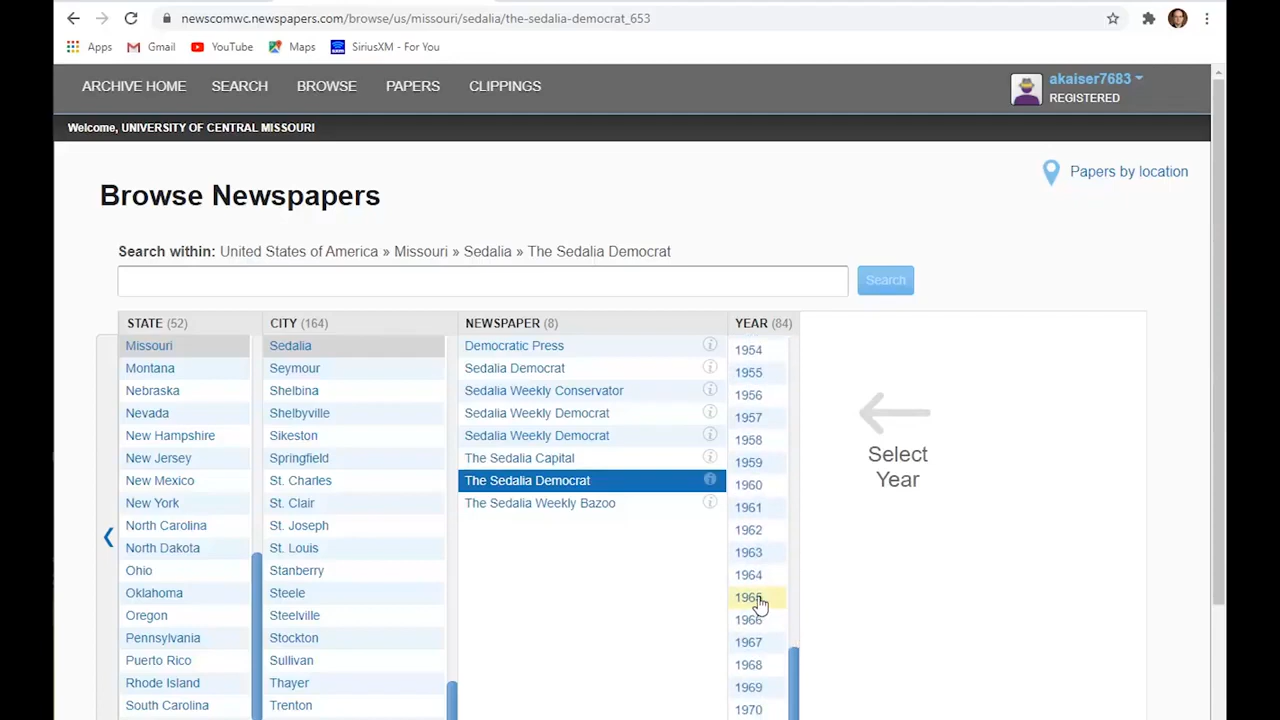 newscomwc.newspapers.com/browse/us/missouri/sedalia/the-sedalia-democrat_653
Apps Gmail YouTube Maps SiriusXM - For You
ARCHIVE HOME SEARCH BROWSE PAPERS CLIPPINGS
akaiser7683
REGISTERED
Welcome, UNIVERSITY OF CENTRAL MISSOURI
Papers by location
Browse Newspapers
Search within: United States of America » Missouri » Sedalia » The Sedalia Democrat
Search
STATE (52) CITY (164) NEWSPAPER (8) YEAR (84)
Missouri Sedalia Democratic Press 1954
Montana Seymour Sedalia Democrat 1955
Nebraska Shelbina Sedalia Weekly Conservator 1956
Nevada Shelbyville Sedalia Weekly Democrat 1957
New Hampshire Sikeston Sedalia Weekly Democrat 1958
New Jersey Springfield The Sedalia Capital 1959
New Mexico St. Charles The Sedalia Democrat 1960
New York St. Clair The Sedalia Weekly Bazoo 1961
North Carolina St. Joseph 1962
North Dakota St. Louis 1963
Ohio Stanberry 1964
Oklahoma Steele 1965
Oregon Steelville 1966
Pennsylvania Stockton 1967
Puerto Rico Sullivan 1968
Rhode Island Thayer 1969
South Carolina Trenton 1970
Select
Year